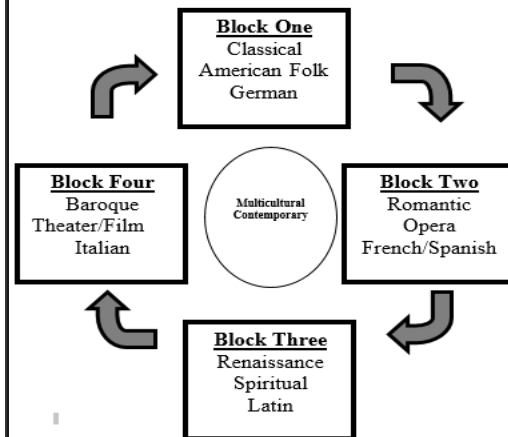 Block One
Classical
American Folk
German
Block Two
Romantic
Opera
French/Spanish
Block Three
Renaissance
Spiritual
Latin
Block Four
Baroque
Theater/Film
Italian
Multicultural
Contemporary